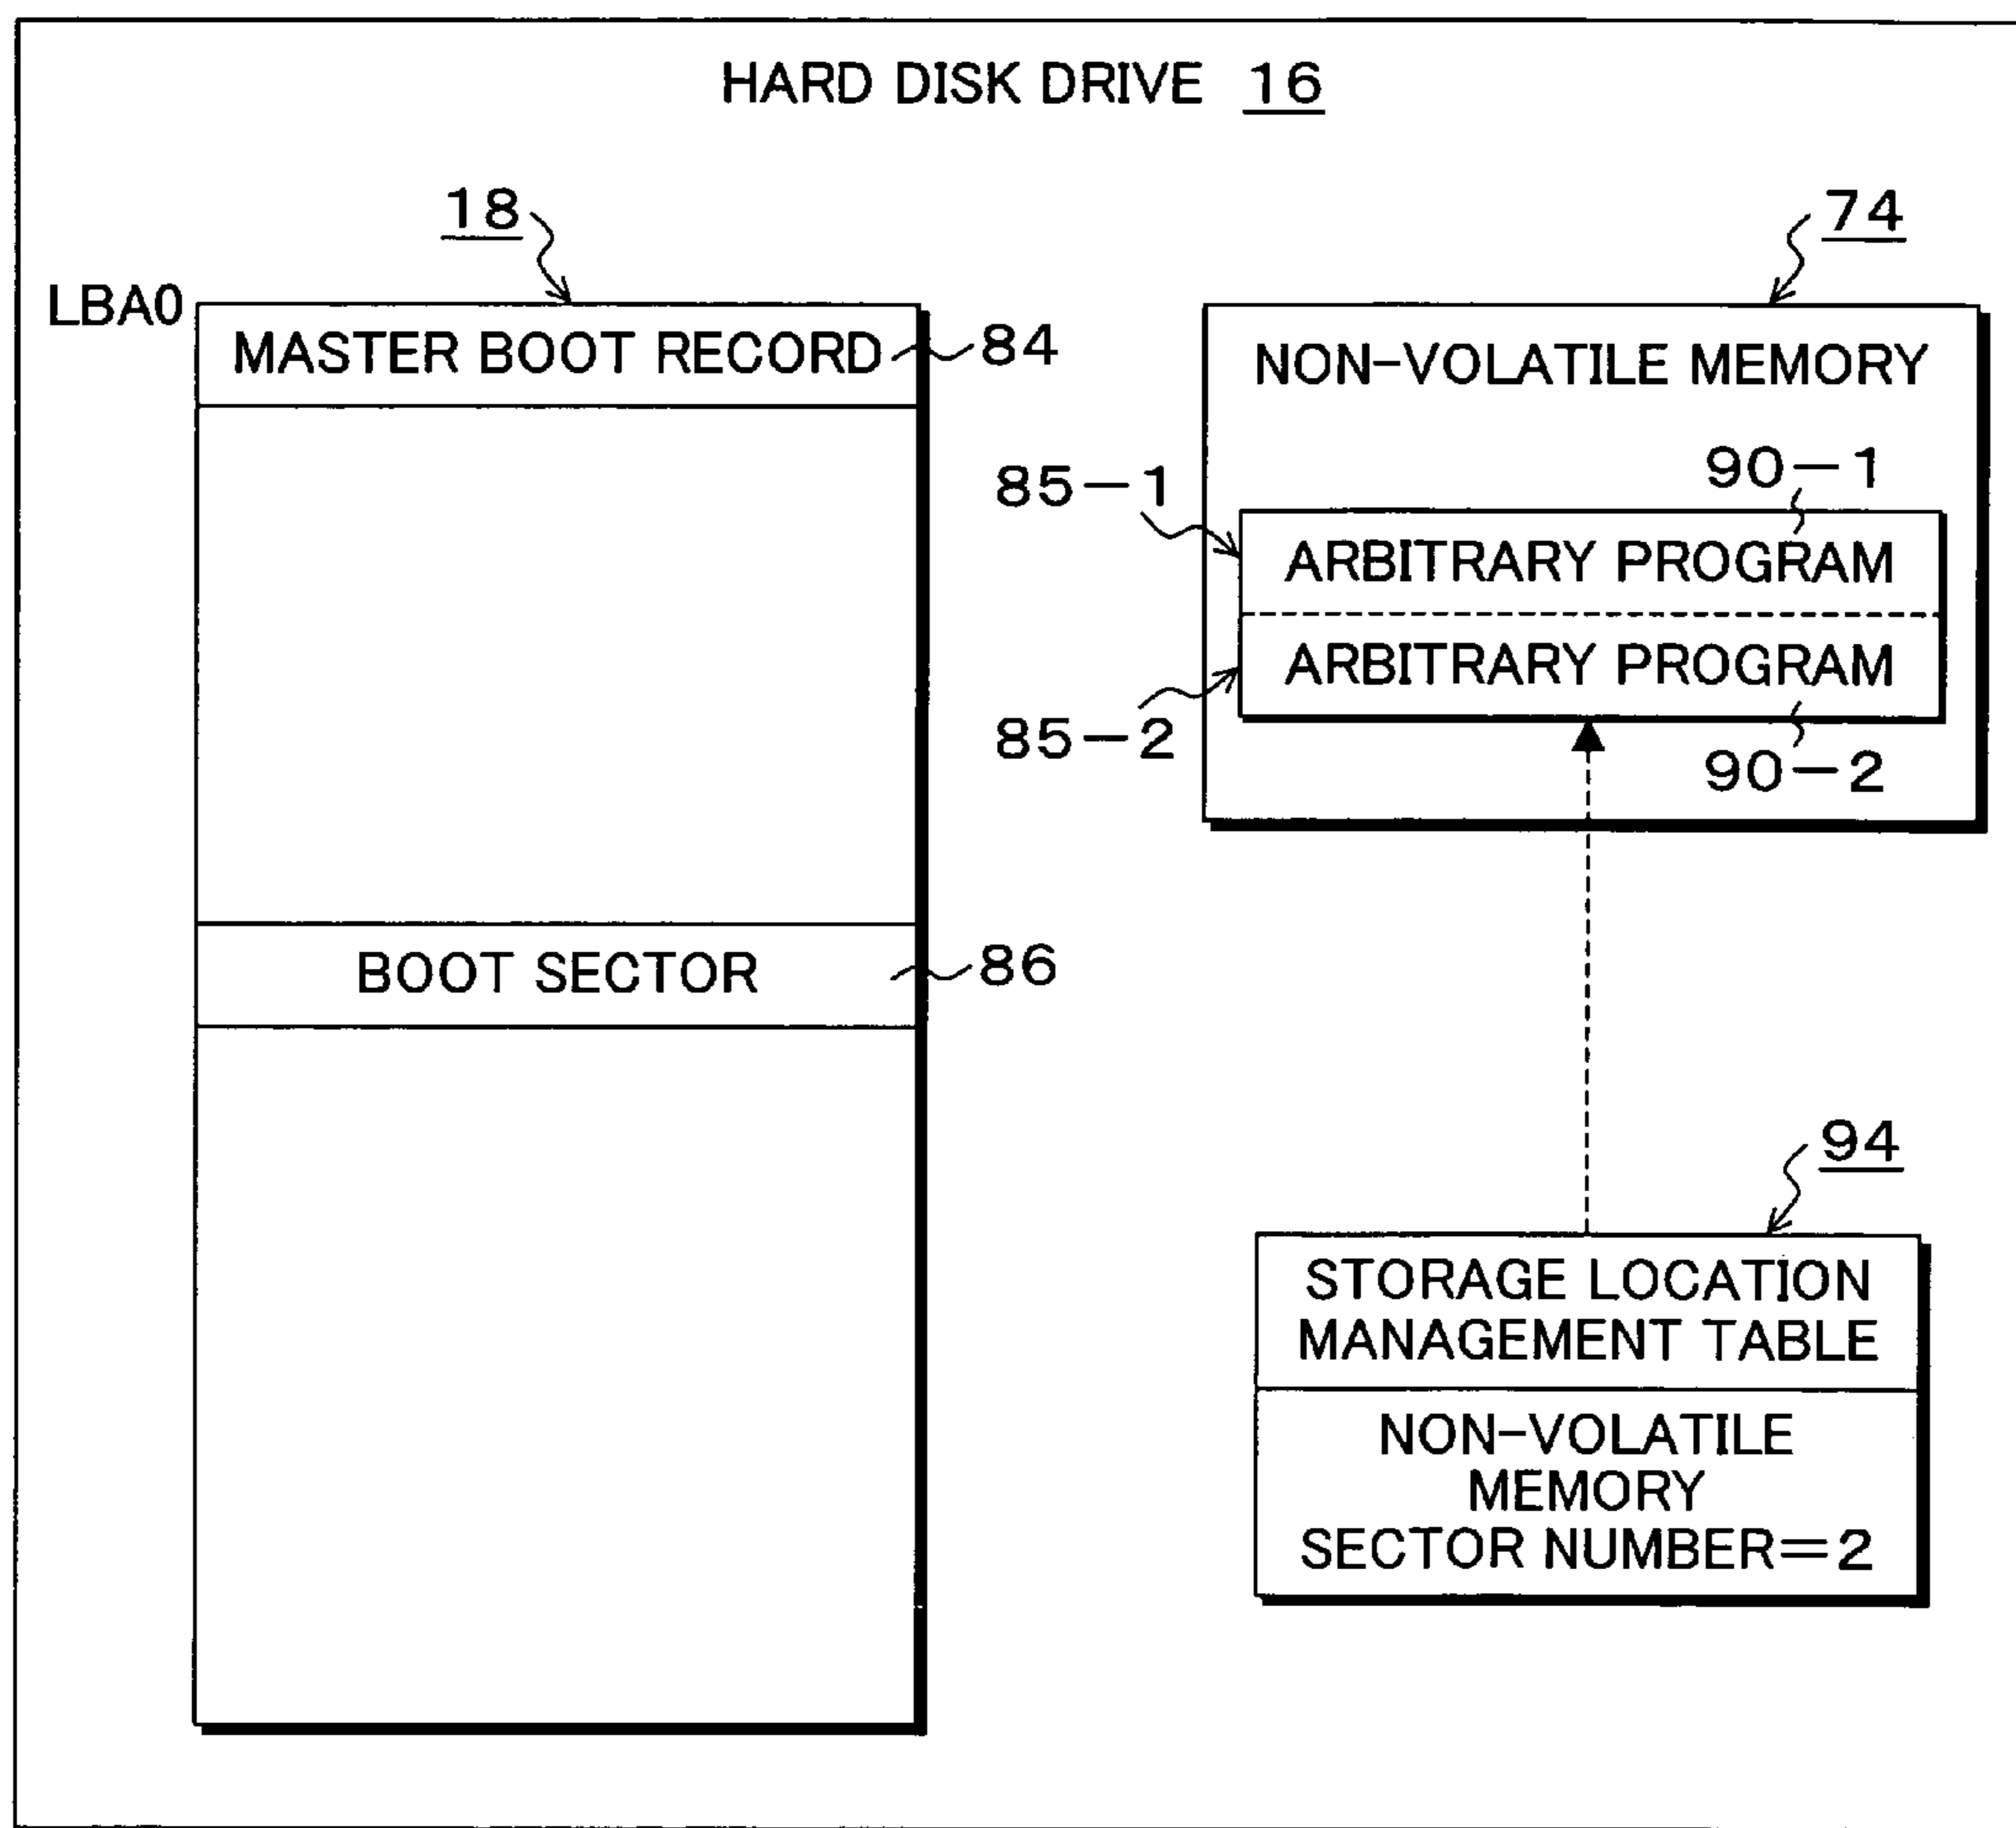 HARD DISK DRIVE 16
18
74
LBA0
MASTER BOOT RECORD
84
NON-VOLATILE MEMORY
85-1
90-1
ARBITRARY PROGRAM
ARBITRARY PROGRAM
85-2
90-2
BOOT SECTOR
86
94
STORAGE LOCATION
MANAGEMENT TABLE
NON-VOLATILE
MEMORY
SECTOR NUMBER=2